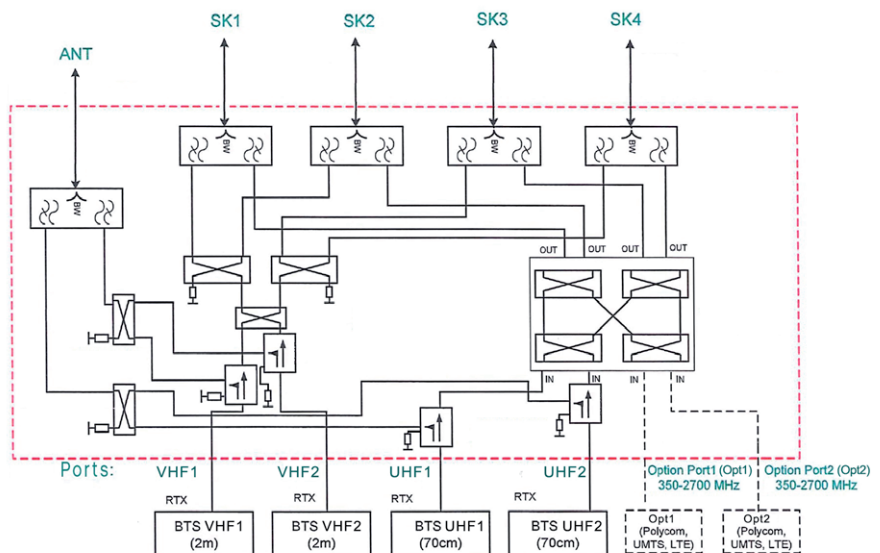 SK1
SK2
SK3
SK4
ANT
BW
BW
BW
BW
BW
OUT
OUT
OUT
OUT
IN
IN
IN
IN
Ports:
VHF1
VHF2
UHF1
UHF2
Option Port1 (Opt1)
350-2700 MHz
Option Port2 (Opt2)
350-2700 MHz
RTX
RTX
RTX
RTX
BTS VHF1
(2m)
BTS VHF2
(2m)
BTS UHF1
(70cm)
BTS UHF2
(70cm)
Opt1
(Polycom,
UMTS, LTE)
Opt2
(Polycom,
UMTS, LTE)